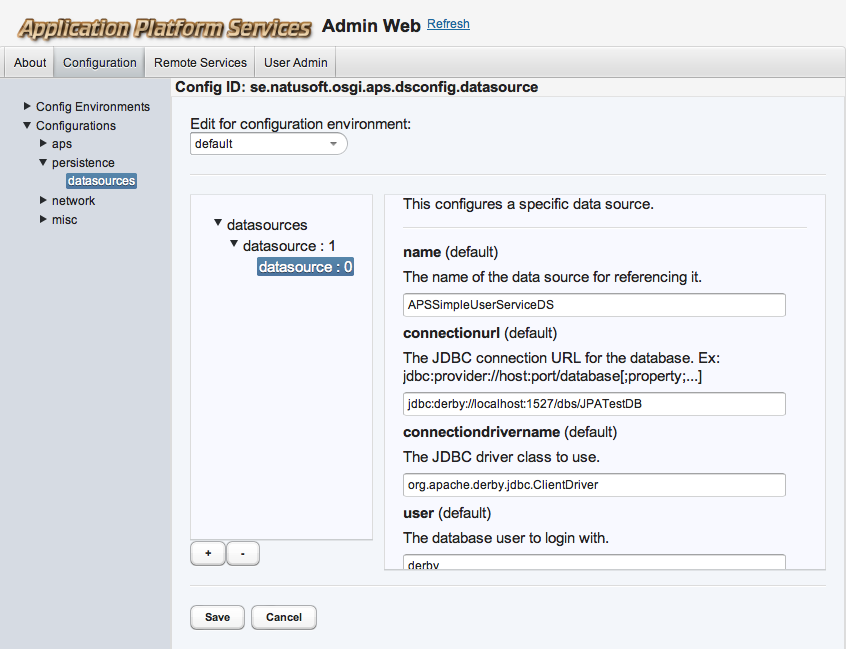 Application Platform Services Admin Web Refresh
About Configuration Remote Services User Admin
Config ID: se.natusoft.osgi.aps.dsconfig.datasource
Config Environments
Configurations
aps
persistence
datasources
network
misc
Edit for configuration environment:
default
datasources
datasource : 1
datasource : 0
+ -
This configures a specific data source.
name (default)
The name of the data source for referencing it.
APSSimpleUserServiceDS
connectionurl (default)
The JDBC connection URL for the database. Ex:
jdbc:provider://host:port/database[;property;...]
jdbc:derby://localhost:1527/dbs/JPATestDB
connectiondrivername (default)
The JDBC driver class to use.
org.apache.derby.jdbc.ClientDriver
user (default)
The database user to login with.
derby
Save Cancel